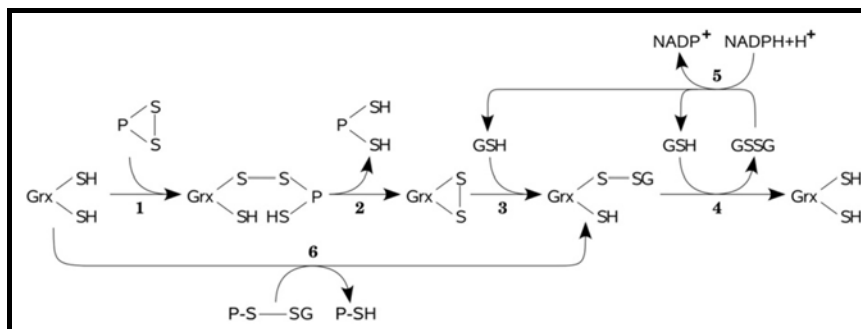 NADP+ NADPH+H+
5
P S S
P SH SH
GSH GSH GSSG
Grx SH SH
1
Grx S S P SH HS
2
Grx S S
3
Grx S SG SH
4
Grx SH SH
6
P-S SG P-SH